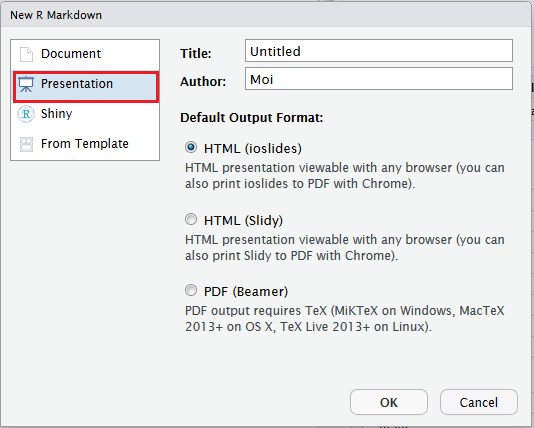 New R Markdown
Document
Presentation
Shiny
From Template
Title: Untitled
Author: Moi
Default Output Format:
HTML (ioslides)
HTML presentation viewable with any browser (you can
also print ioslides to PDF with Chrome).
HTML (Slidy)
HTML presentation viewable with any browser (you can
also print Slidy to PDF with Chrome).
PDF (Beamer)
PDF output requires TeX (MiKTeX on Windows, MacTeX
2013+ on OS X, TeX Live 2013+ on Linux).
OK Cancel